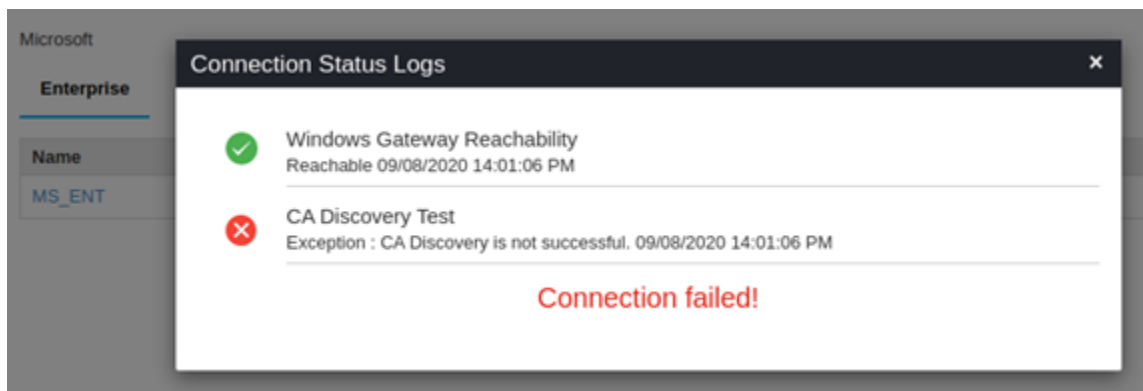 Microsoft
Connection Status Logs ×
Enterprise
Windows Gateway Reachability
Reachable 09/08/2020 14:01:06 PM
Name
MS_ENT
CA Discovery Test
Exception : CA Discovery is not successful. 09/08/2020 14:01:06 PM
Connection failed!